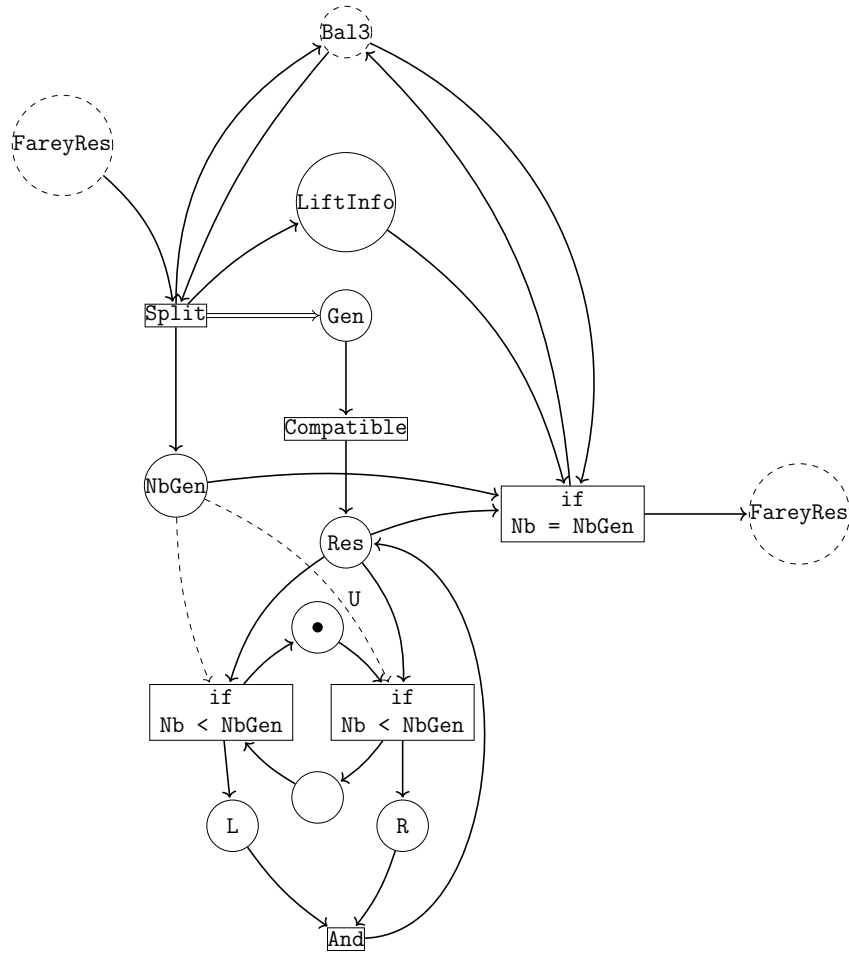 Bal3
FareyRes
LiftInfo
Split
Gen
Compatible
NbGen
if
Nb = NbGen
FareyRes
Res
U
if
Nb < NbGen
if
Nb < NbGen
L
R
And